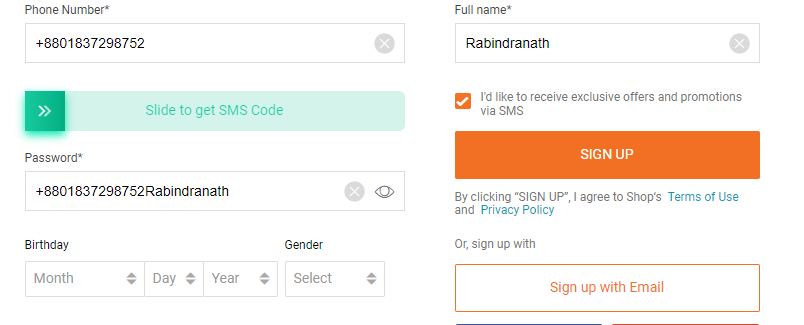 Phone Number*
+8801837298752
Slide to get SMS Code
Password*
+8801837298752Rabindranath
Birthday
Gender
Month
Day
Year
Select
Full name*
Rabindranath
I'd like to receive exclusive offers and promotions
via SMS
SIGN UP
By clicking “SIGN UP”, I agree to Shop's Terms of Use
and Privacy Policy
Or, sign up with
Sign up with Email